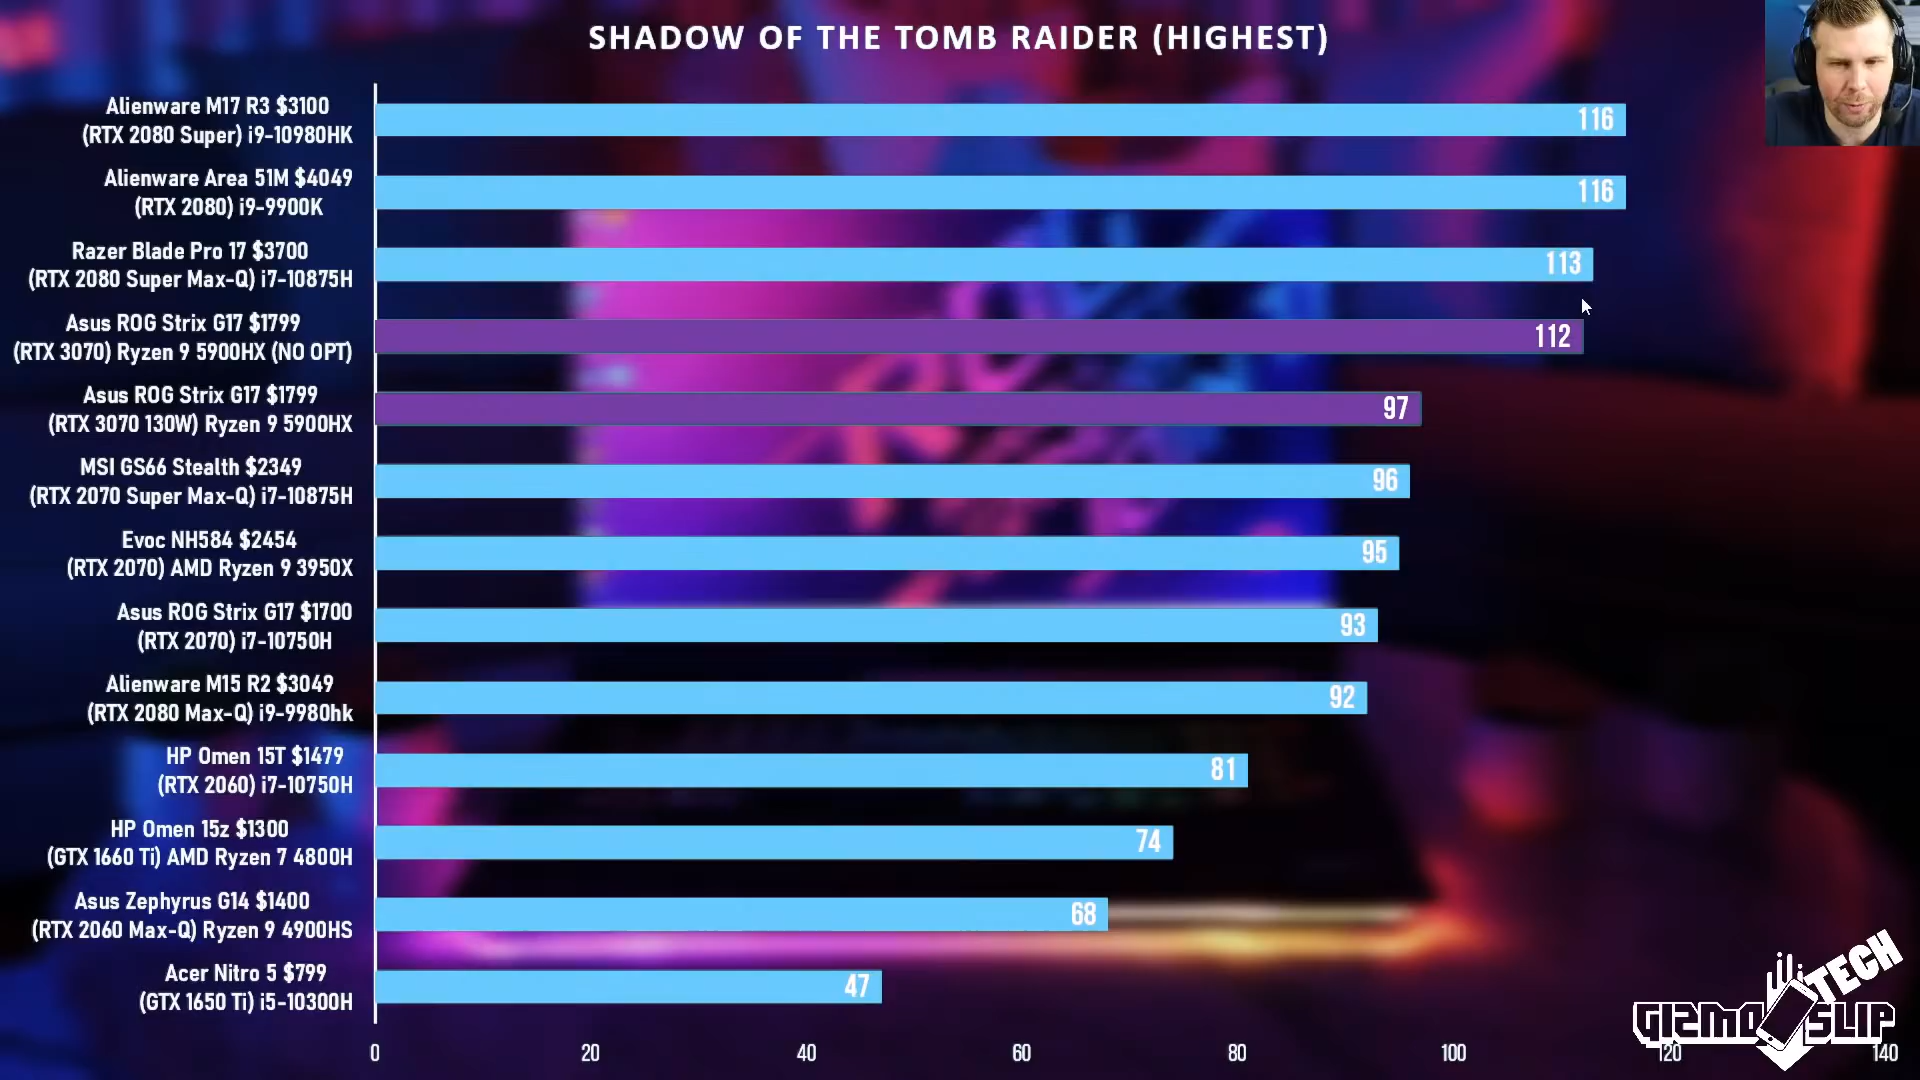 SHADOW OF THE TOMB RAIDER (HIGHEST)
Alienware M17 R3 $3100
(RTX 2080 Super) i9-10980HK
116
Alienware Area 51M $4049
(RTX 2080) i9-9900K
116
Razer Blade Pro 17 $3700
(RTX 2080 Super Max-Q) i7-10875H
113
Asus ROG Strix G17 $1799
(RTX 3070) Ryzen 9 5900HX (NO OPT)
112
Asus ROG Strix G17 $1799
(RTX 3070 130W) Ryzen 9 5900HX
97
MSI GS66 Stealth $2349
(RTX 2070 Super Max-Q) i7-10875H
96
Evoc NH584 $2454
(RTX 2070) AMD Ryzen 9 3950X
95
Asus ROG Strix G17 $1700
(RTX 2070) i7-10750H
93
Alienware M15 R2 $3049
(RTX 2080 Max-Q) i9-9980hk
92
HP Omen 15T $1479
(RTX 2060) i7-10750H
81
HP Omen 15z $1300
(GTX 1660 Ti) AMD Ryzen 7 4800H
74
Asus Zephyrus G14 $1400
(RTX 2060 Max-Q) Ryzen 9 4900HS
68
Acer Nitro 5 $799
(GTX 1650 Ti) i5-10300H
47
0 20 40 60 80 100 120 140
TECH
GIZMO SLIP